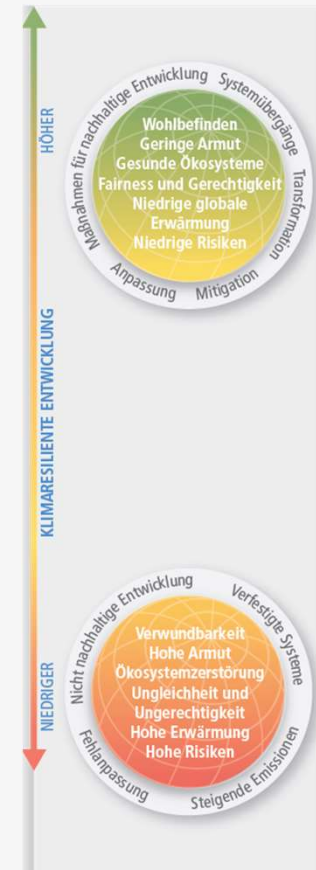 HÖHER
KLIMARESILIENTE ENTWICKLUNG
NIEDRIGER
Maßnahmen für nachhaltige Entwicklung
Systemübergänge
Transformation
Mitigation
Anpassung
Wohlbefinden
Geringe Armut
Gesunde Ökosysteme
Fairness und Gerechtigkeit
Niedrige globale
Erwärmung
Niedrige Risiken
Nicht nachhaltige Entwicklung
Verfestigte Systeme
Steigende Emissionen
Fehlanpassung
Verwundbarkeit
Hohe Armut
Ökosystemzerstörung
Ungleichheit und
Ungerechtigkeit
Hohe Erwärmung
Hohe Risiken